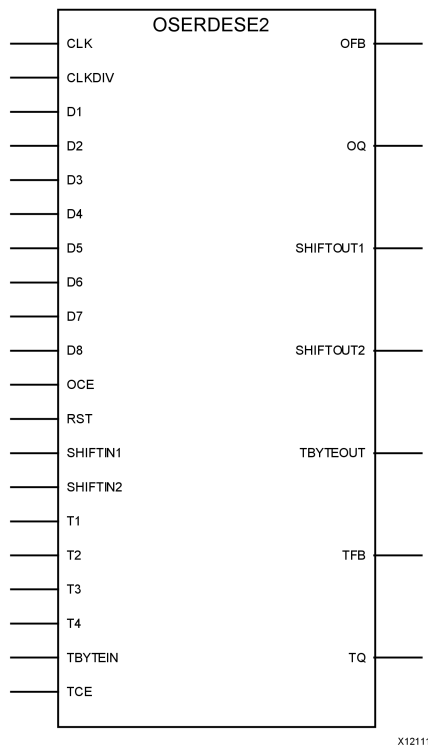 OSERDESE2
CLK
OFB
CLKDIV
D1
D2
OQ
D3
D4
D5
SHIFTOUT1
D6
D7
D8
SHIFTOUT2
OCE
RST
SHIFTIN1
TBYTEOUT
SHIFTIN2
T1
T2
TFB
T3
T4
TBYTEIN
TQ
TCE
X12111